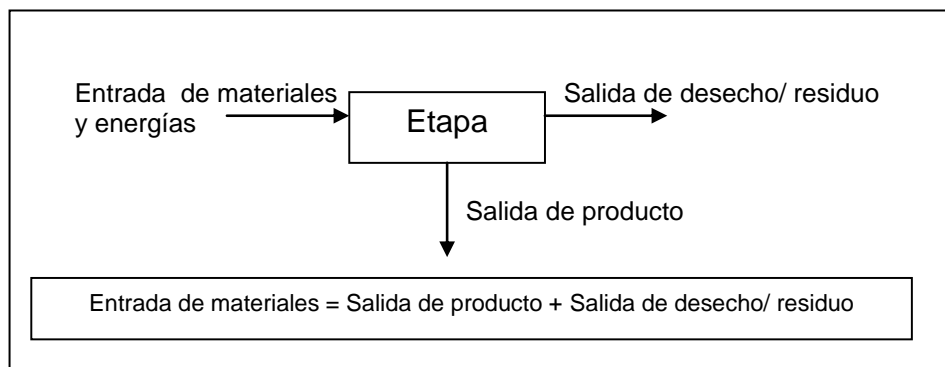 Entrada de materiales
y energías
Etapa
Salida de desecho/ residuo
Salida de producto
Entrada de materiales = Salida de producto + Salida de desecho/ residuo